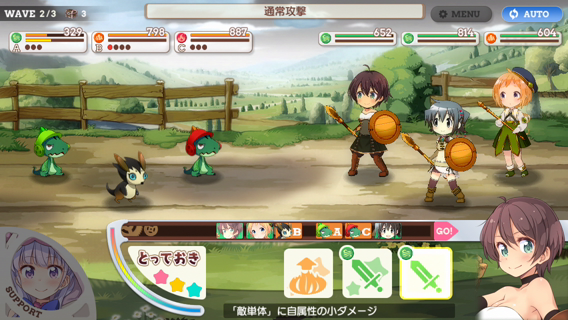 WAVE 2/3 3
通常攻撃
MENU
AUTO
329
798
887
652
814
604
A
B
C
B
A
C
GO!
とっておき
SUPPORT
「敵単体」に自属性の小ダメージ